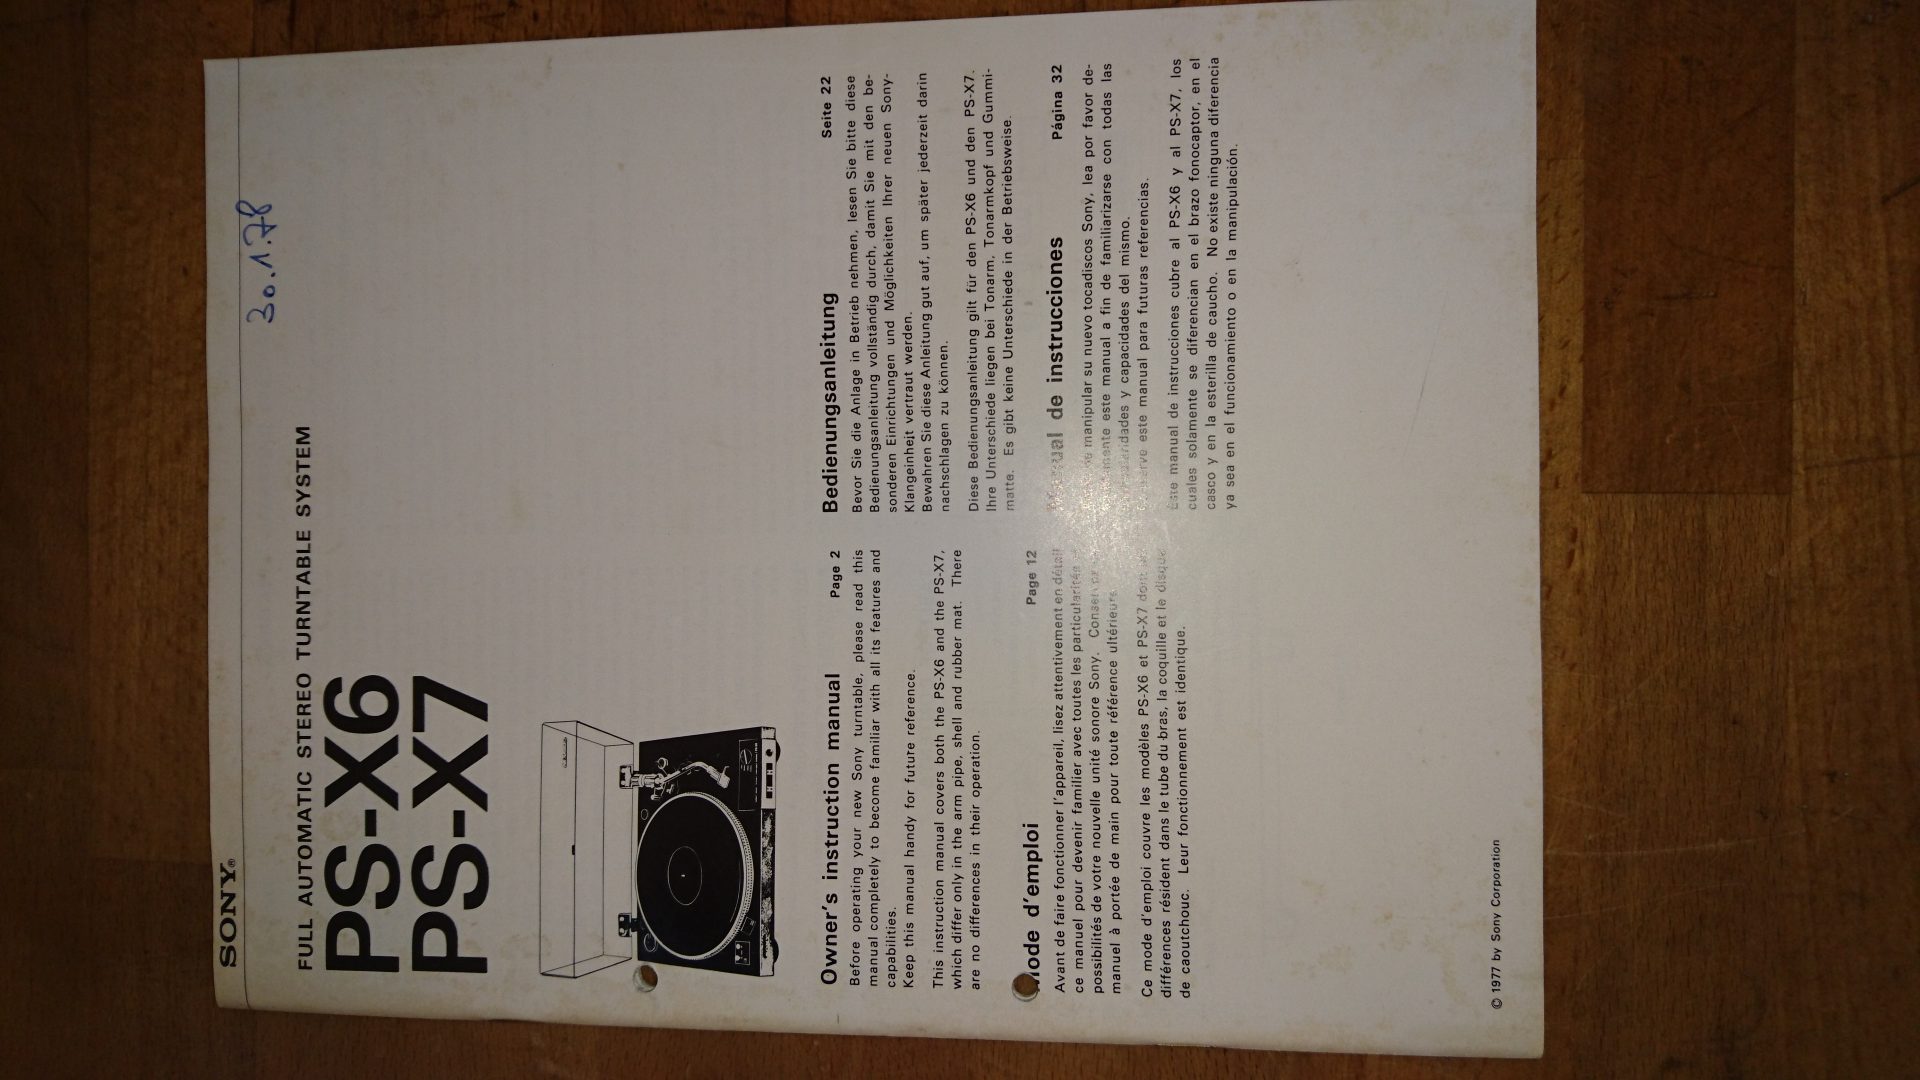 SONY®
30.1.78
FULL AUTOMATIC STEREO TURNTABLE SYSTEM
PS-X6
PS-X7
Owner's instruction manual Page 2
Before operating your new Sony turntable, please read this
manual completely to become familiar with all its features and
capabilities.
Keep this manual handy for future reference.
This instruction manual covers both the PS-X6 and the PS-X7,
which differ only in the arm pipe, shell and rubber mat. There
are no differences in their operation.
Mode d'emploi Page 12
Avant de faire fonctionner l'appareil, lisez attentivement en détail
ce manuel pour devenir familier avec toutes les particularités
possibilités de votre nouvelle unité sonore Sony.
manuel à portée de main pour toute référence ultérieure.
Ce mode d'emploi couvre les modèles PS-X6 et PS-X7 dont
différences résident dans le tube du bras, la coquille et le disque
de caoutchouc. Leur fonctionnement est identique.
Bedienungsanleitung Seite 22
Bevor Sie die Anlage in Betrieb nehmen, lesen Sie bitte diese
Bedienungsanleitung vollständig durch, damit Sie mit den be-
sonderen Einrichtungen und Möglichkeiten Ihrer neuen Sony-
Klangeinheit vertraut werden.
Bewahren Sie diese Anleitung gut auf, um später jederzeit darin
nachschlagen zu können.
Diese Bedienungsanleitung gilt für den PS-X6 und den PS-X7.
Ihre Unterschiede liegen bei Tonarm, Tonarmkopf und Gummi-
matte. Es gibt keine Unterschiede in der Betriebsweise.
Manual de instrucciones Página 32
manipular su nuevo tocadiscos Sony, lea por favor de-
este manual a fin de familiarizarse con todas las
y capacidades del mismo.
este manual para futuras referencias.
Este manual de instrucciones cubre al PS-X6 y al PS-X7, los
cuales solamente se diferencian en el brazo fonocaptor, en el
casco y en la esterilla de caucho. No existe ninguna diferencia
ya sea en el funcionamiento o en la manipulación.
© 1977 by Sony Corporation